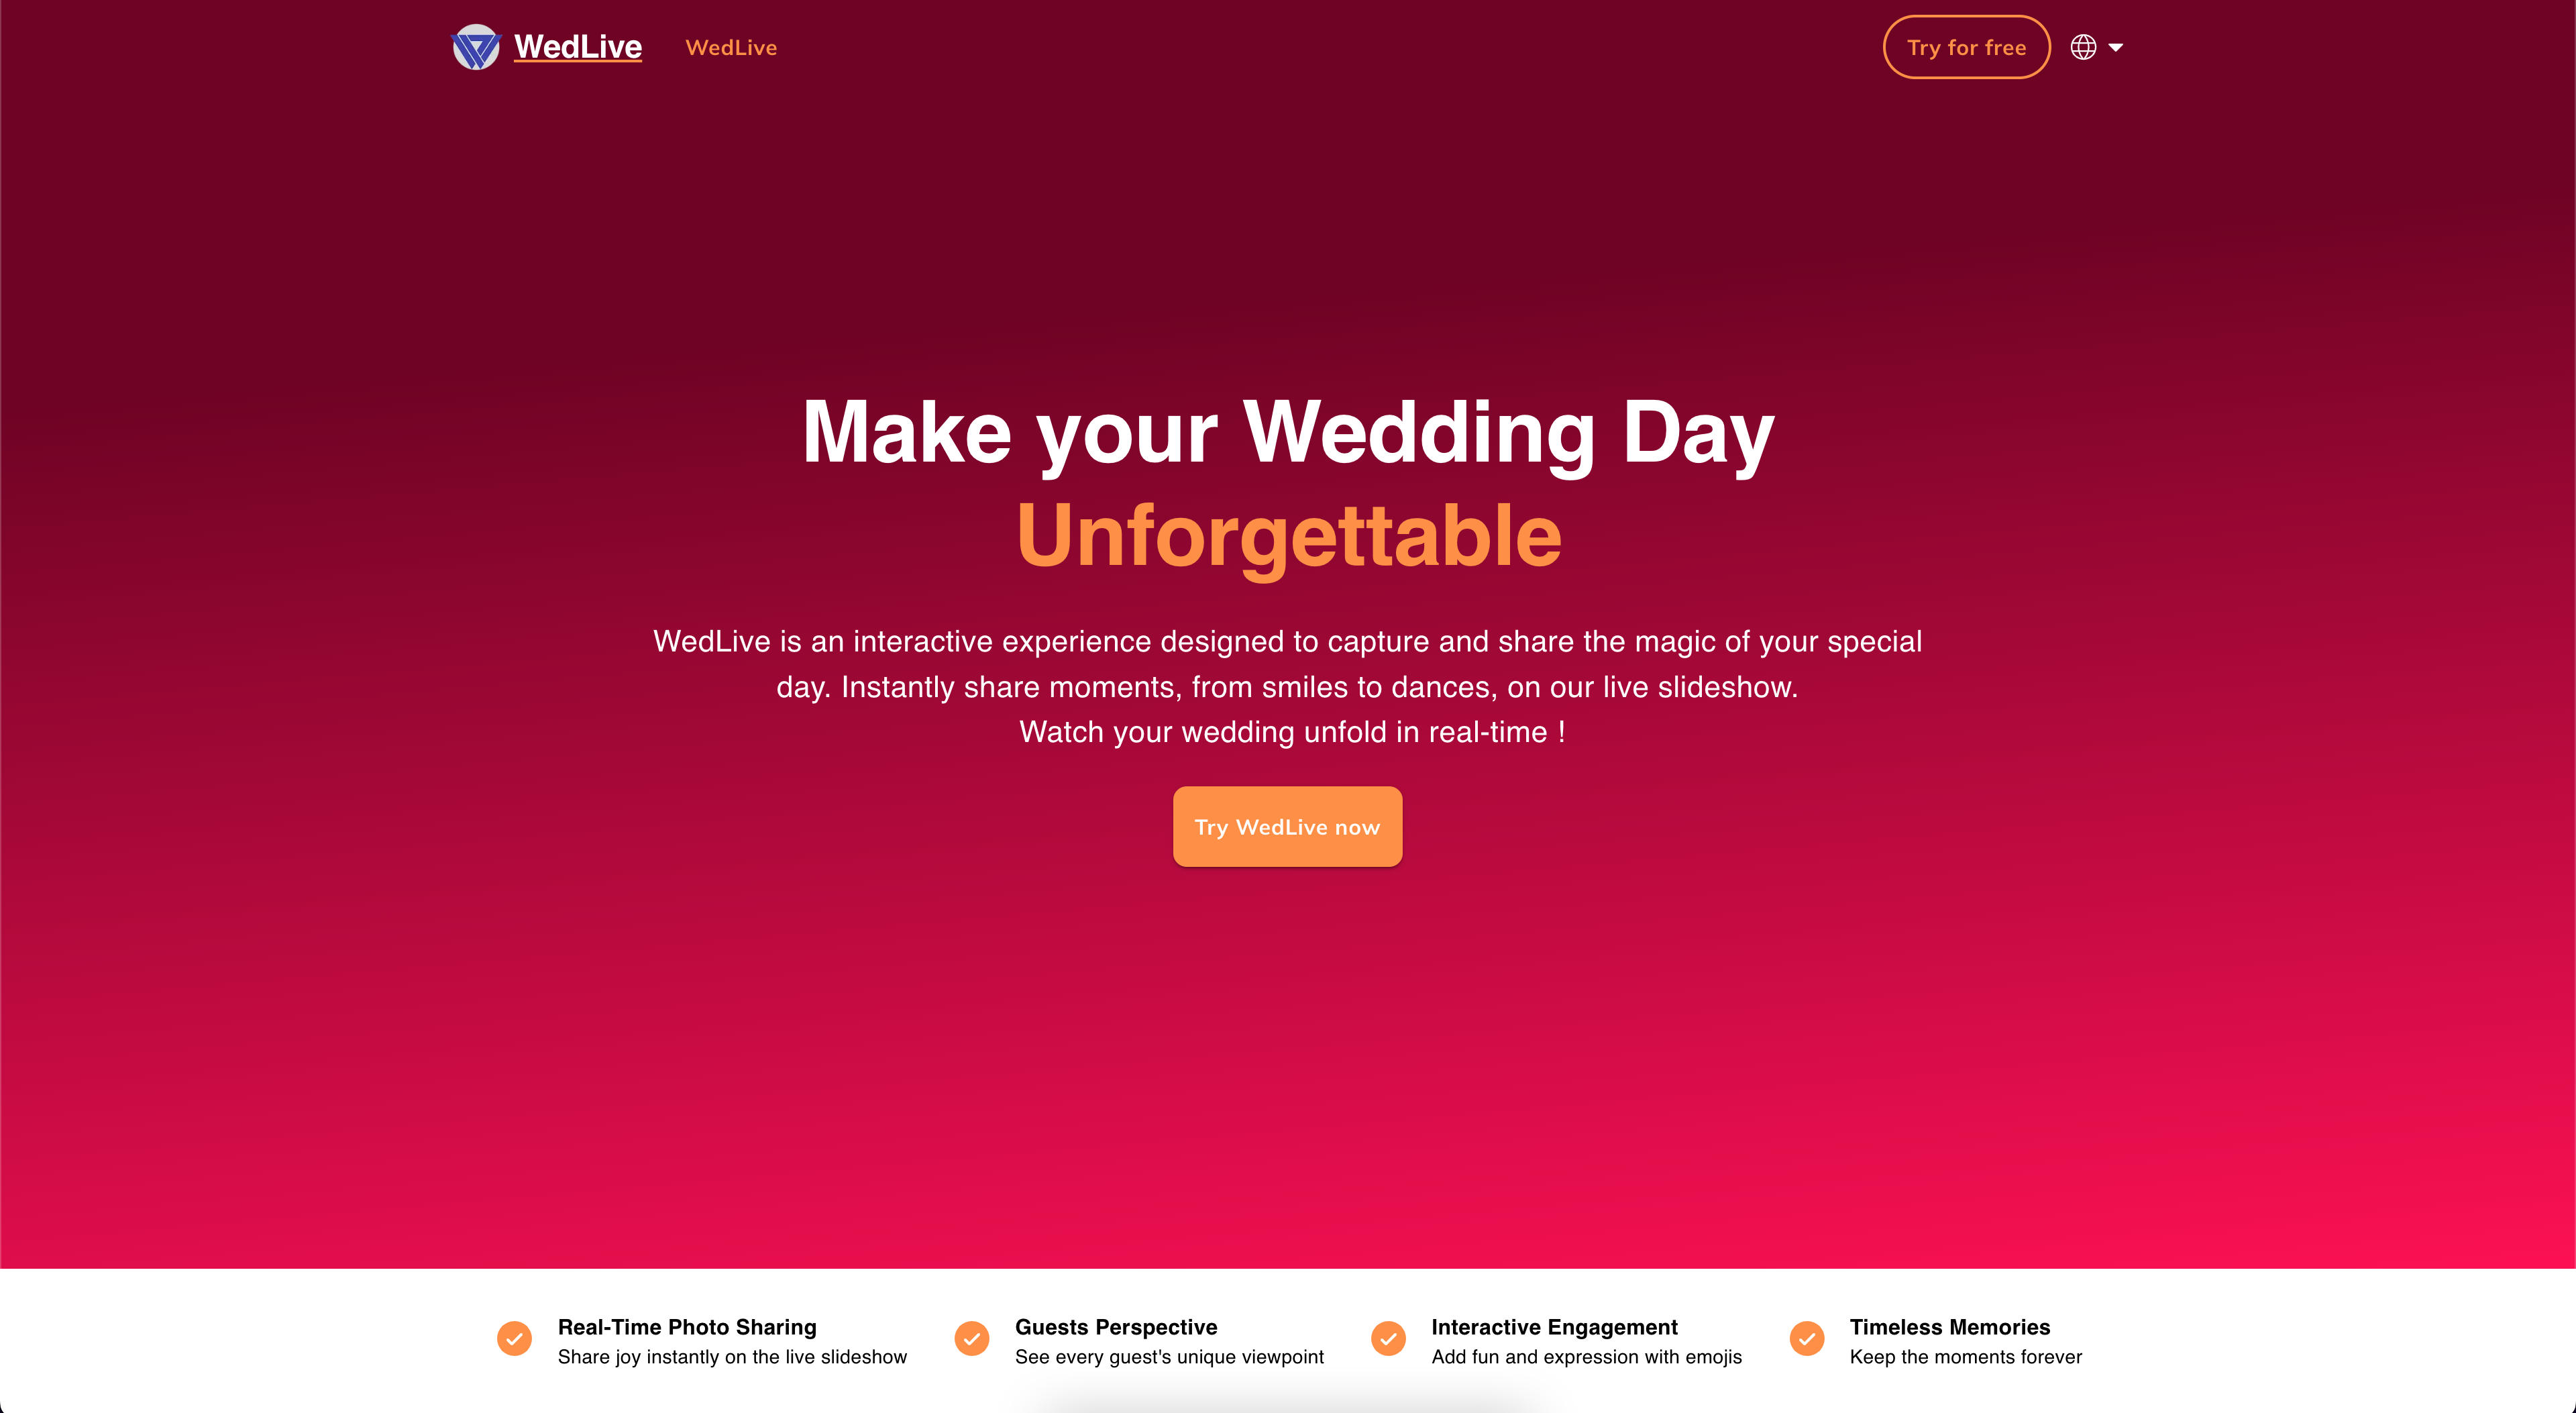 WedLive
WedLive
Try for free
Make your Wedding Day
Unforgettable
WedLive is an interactive experience designed to capture and share the magic of your special
day. Instantly share moments, from smiles to dances, on our live slideshow.
Watch your wedding unfold in real-time !
Try WedLive now
Real-Time Photo Sharing
Share joy instantly on the live slideshow
Guests Perspective
See every guest's unique viewpoint
Interactive Engagement
Add fun and expression with emojis
Timeless Memories
Keep the moments forever